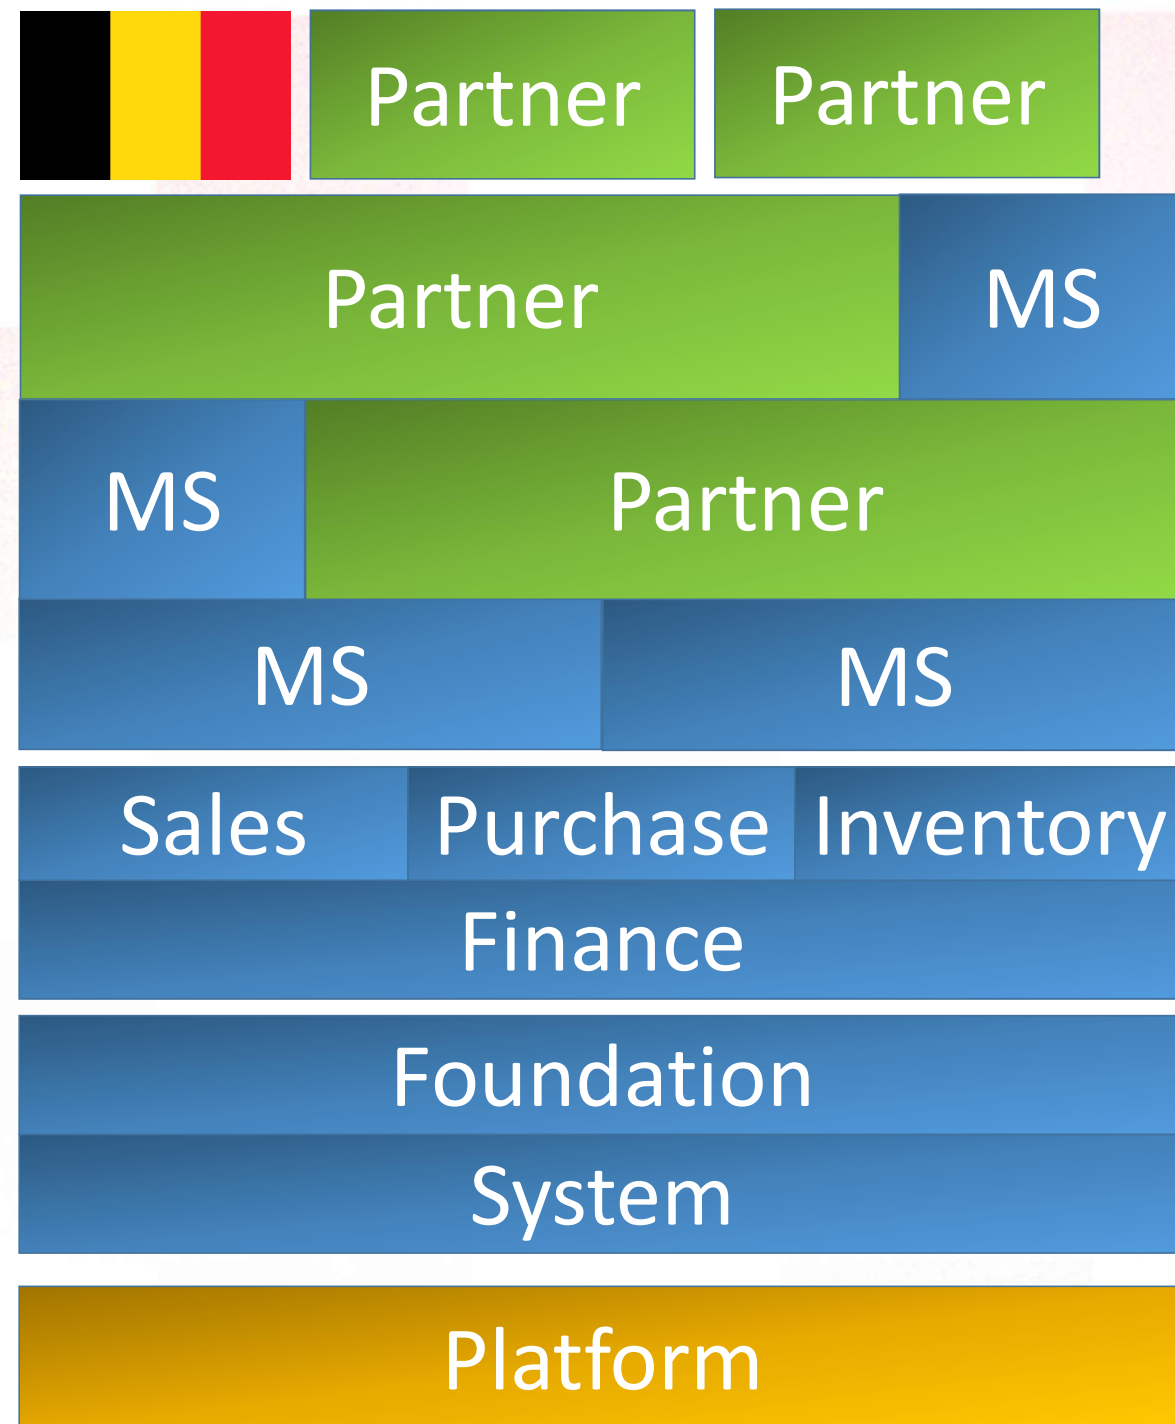 Partner Partner
Partner MS
MS Partner
MS MS
Sales Purchase Inventory
Finance
Foundation
System
Platform